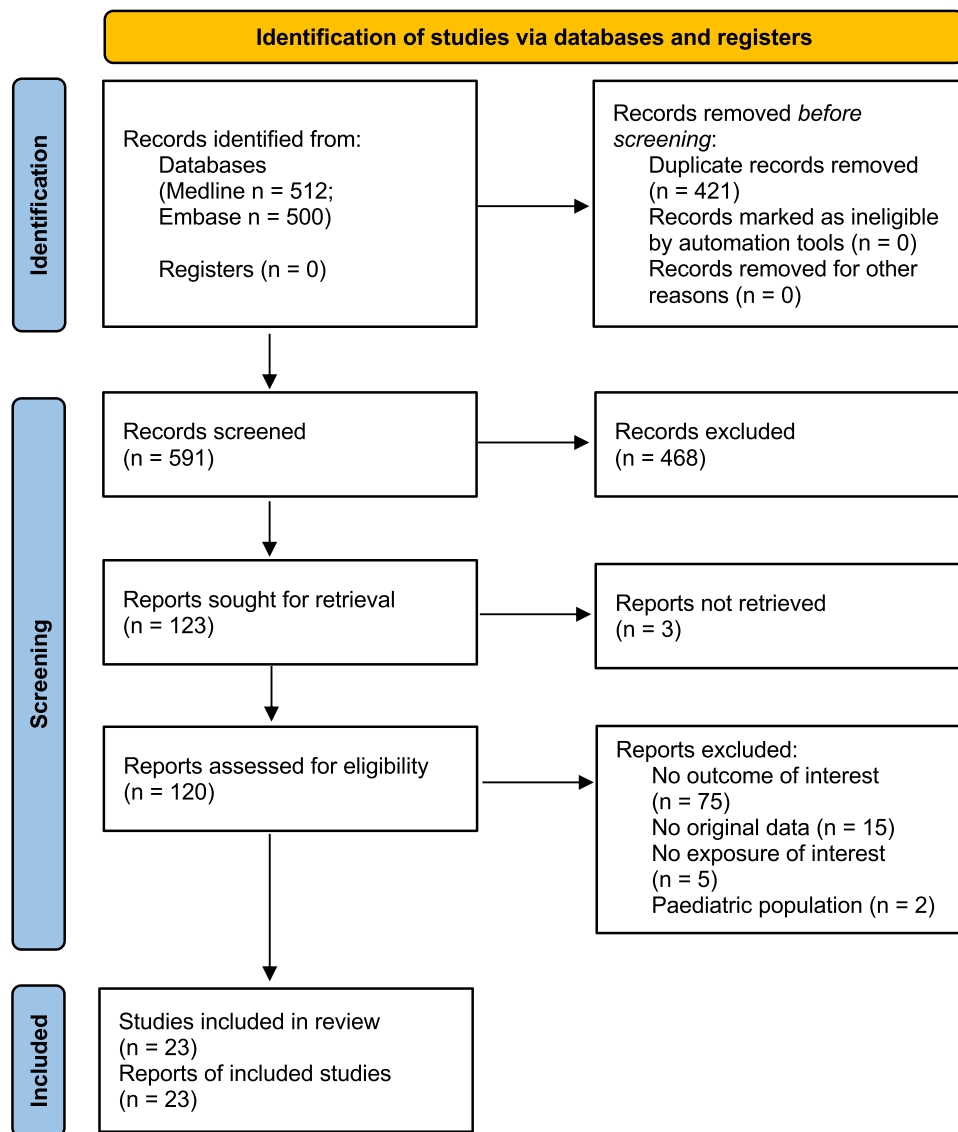 Identification of studies via databases and registers
Identification
Records identified from:
Databases
(Medline n = 512;
Embase n = 500)
Registers (n = 0)
Records removed before
screening:
Duplicate records removed
(n = 421)
Records marked as ineligible
by automation tools (n = 0)
Records removed for other
reasons (n = 0)
Screening
Records screened
(n = 591)
Records excluded
(n = 468)
Reports sought for retrieval
(n = 123)
Reports not retrieved
(n = 3)
Reports assessed for eligibility
(n = 120)
Reports excluded:
No outcome of interest
(n = 75)
No original data (n = 15)
No exposure of interest
(n = 5)
Paediatric population (n = 2)
Included
Studies included in review
(n = 23)
Reports of included studies
(n = 23)